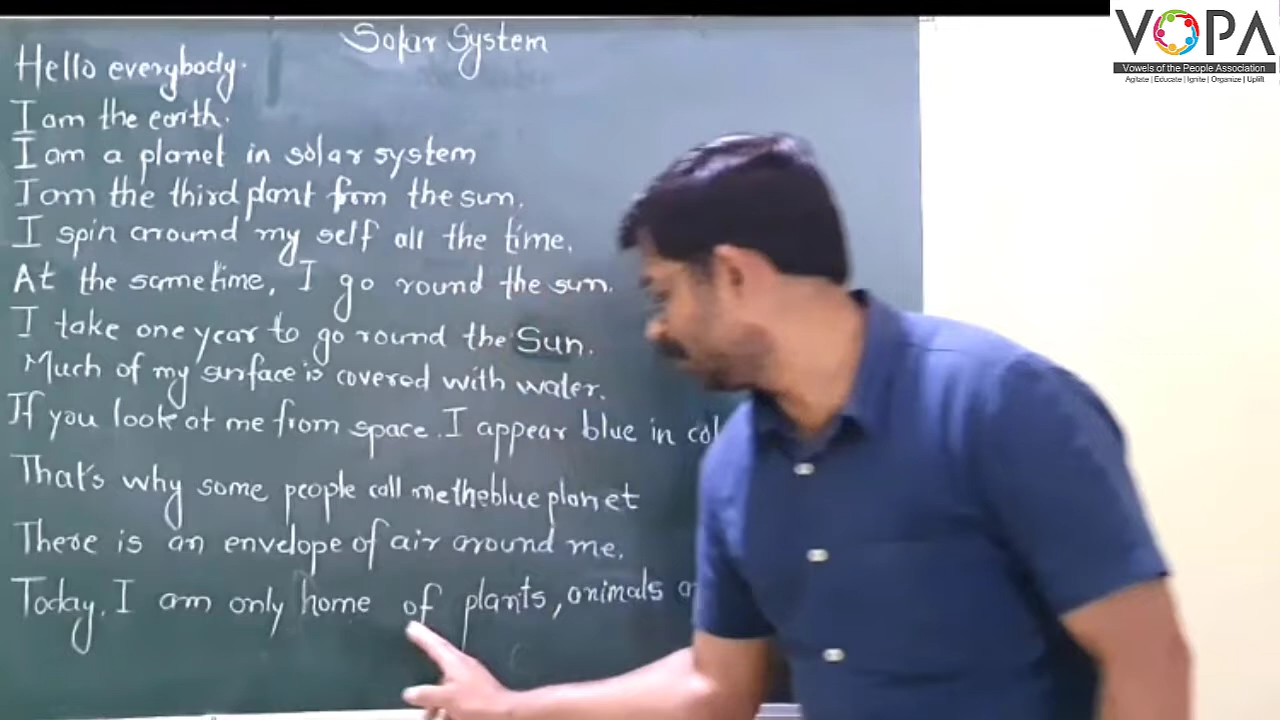 Solar System
Hello everybody.
I am the earth.
I am a planet in solar system
I am the third plant from the sun.
I spin around my self all the time.
At the same time, I go round the sun.
I take one year to go round the Sun.
Much of my surface is covered with water.
If you look at me from space. I appear blue in col
That's why some people call me the blue planet
There is an envelope of air around me.
Today, I am only home of plants, animals a
VOPA
Vowels of the People Association
Agitate | Educate | Ignite | Organize | Uplift